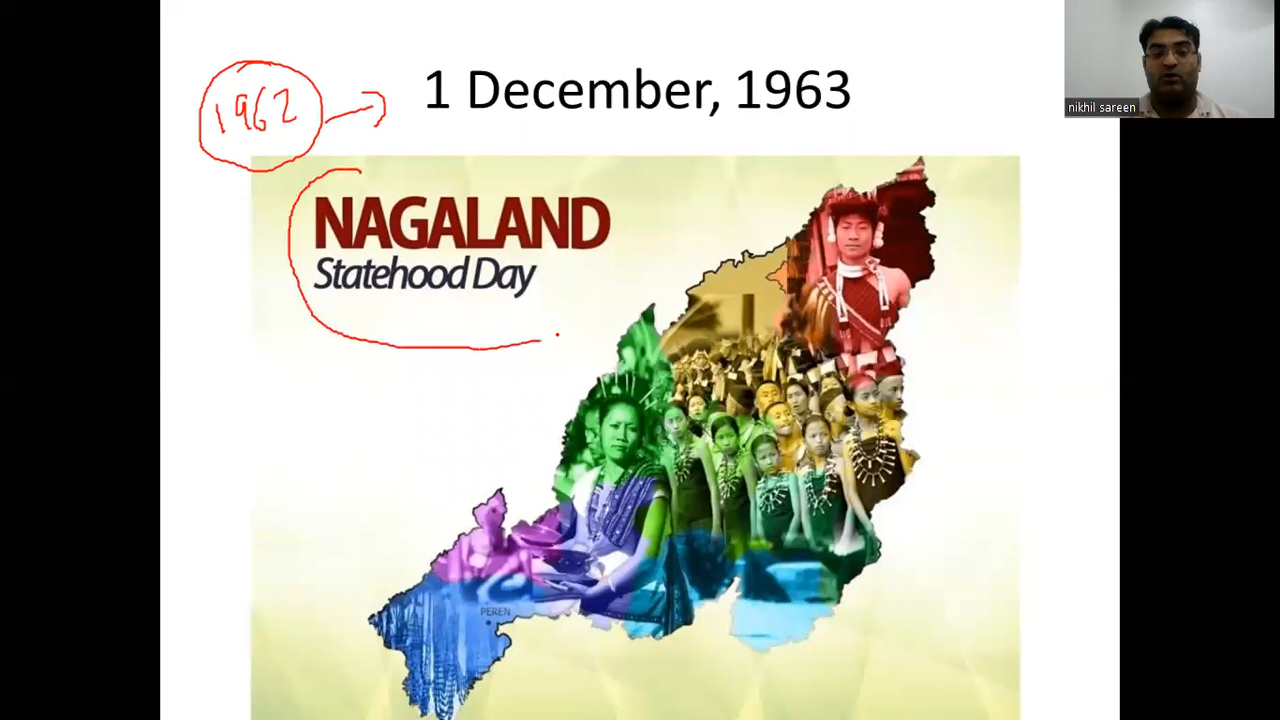 1962
1 December, 1963
nikhil sareen
NAGALAND
Statehood Day
PEREN